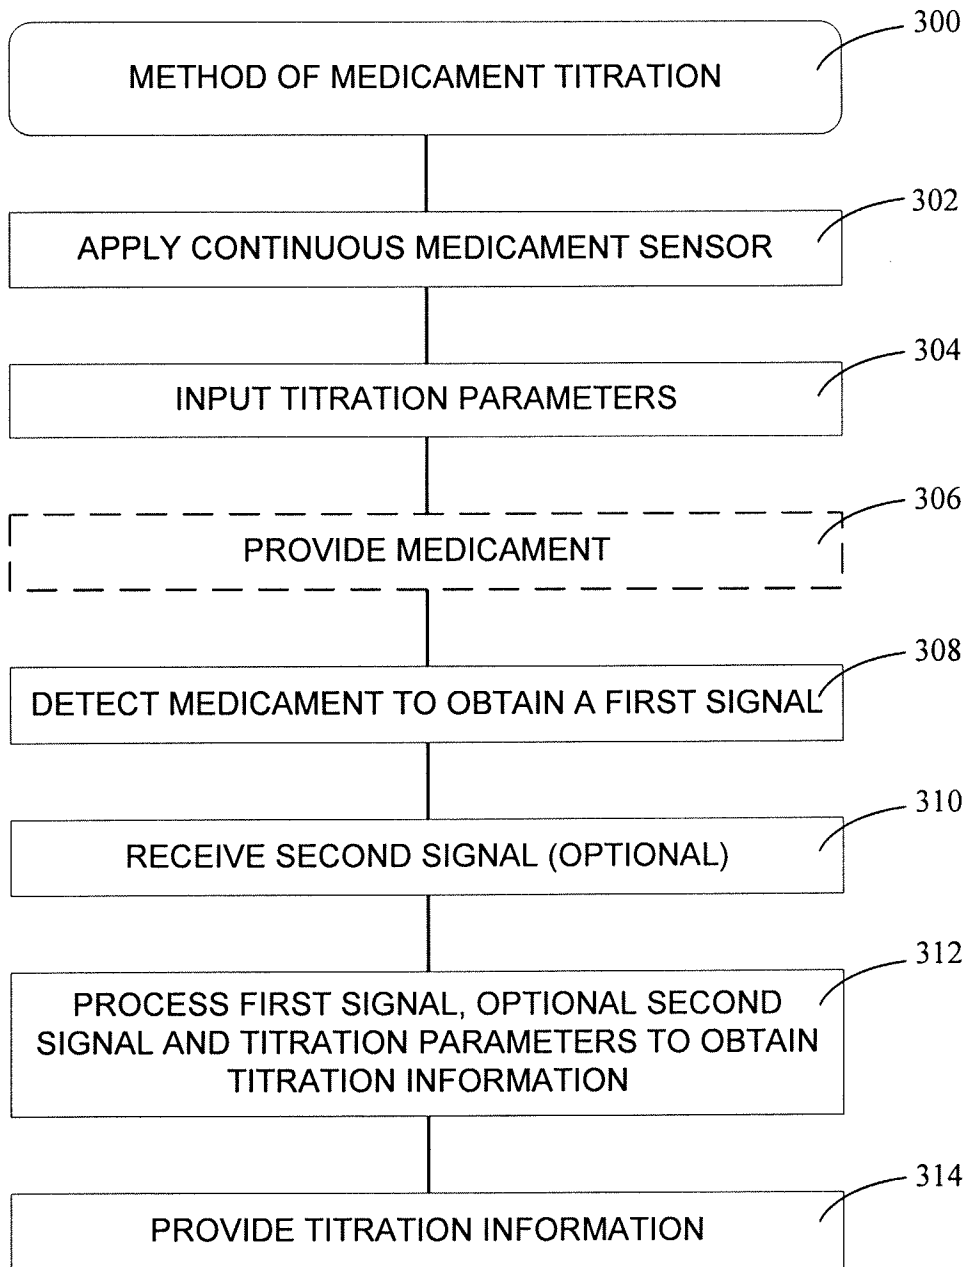 300
METHOD OF MEDICAMENT TITRATION
302
APPLY CONTINUOUS MEDICAMENT SENSOR
304
INPUT TITRATION PARAMETERS
306
PROVIDE MEDICAMENT
308
DETECT MEDICAMENT TO OBTAIN A FIRST SIGNAL
310
RECEIVE SECOND SIGNAL (OPTIONAL)
312
PROCESS FIRST SIGNAL, OPTIONAL SECOND
SIGNAL AND TITRATION PARAMETERS TO OBTAIN
TITRATION INFORMATION
314
PROVIDE TITRATION INFORMATION